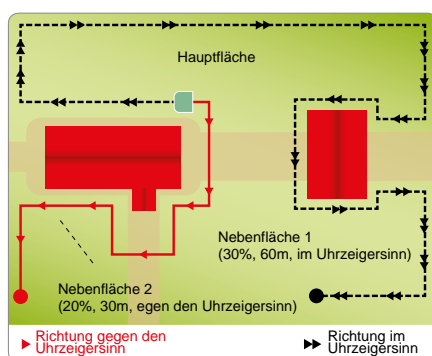 Hauptfläche
Nebenfläche 1
(30%, 60m, im Uhrzeigersinn)
Nebenfläche 2
(20%, 30m, egen den Uhrzeigersinn)
Richtung gegen den
Uhrzeigersinn
Richtung im
Uhrzeigersinn